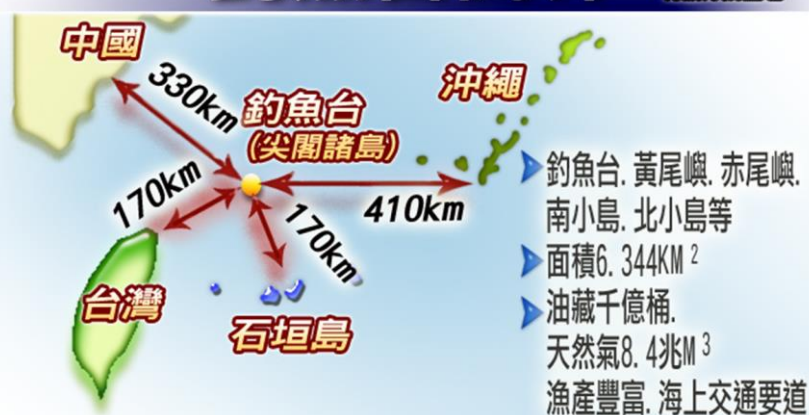 中國
330km
釣魚台
(尖閣諸島)
沖繩
170km
410km
170km
台灣
石垣島
釣魚台. 黃尾嶼. 赤尾嶼.
南小島. 北小島等
面積6. 344KM²
油藏千億桶.
天然氣8. 4兆M³
漁產豐富. 海上交通要道